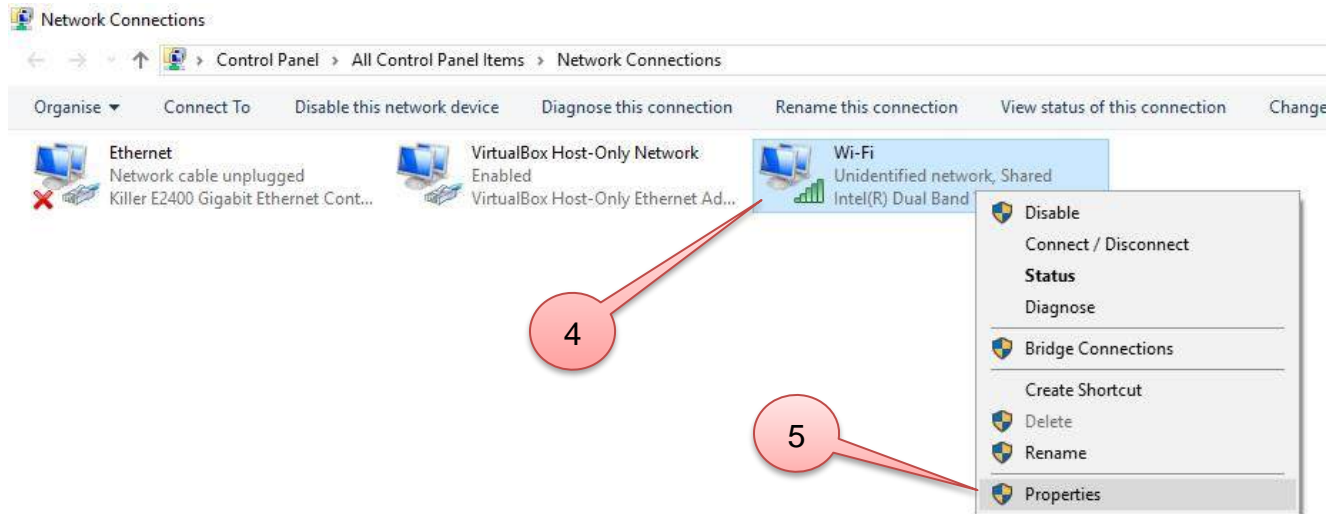 Network Connections
Control Panel > All Control Panel Items > Network Connections
Organise Connect To Disable this network device Diagnose this connection Rename this connection View status of this connection Change
Ethernet
Network cable unplugged
Killer E2400 Gigabit Ethernet Cont...
VirtualBox Host-Only Network
Enabled
VirtualBox Host-Only Ethernet Ad...
Wi-Fi
Unidentified network, Shared
Intel(R) Dual Band
Disable
Connect / Disconnect
Status
Diagnose
Bridge Connections
Create Shortcut
Delete
Rename
Properties
4
5